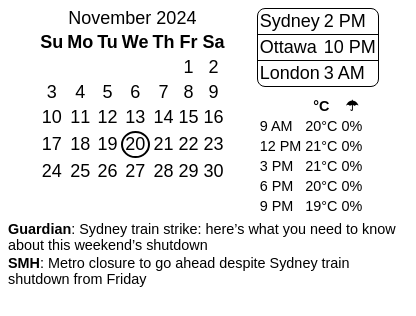 November 2024
Su Mo Tu We Th Fr Sa
1 2
3 4 5 6 7 8 9
10 11 12 13 14 15 16
17 18 19 20 21 22 23
24 25 26 27 28 29 30
Sydney 2 PM
Ottawa 10 PM
London 3 AM
°C ☂
9 AM 20°C 0%
12 PM 21°C 0%
3 PM 21°C 0%
6 PM 20°C 0%
9 PM 19°C 0%
Guardian: Sydney train strike: here’s what you need to know
about this weekend’s shutdown
SMH: Metro closure to go ahead despite Sydney train
shutdown from Friday